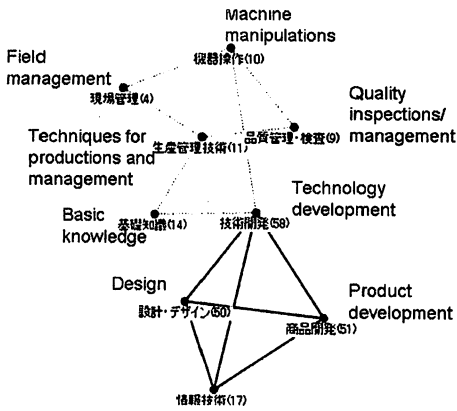 Machine
manipulations
機器操作(10)
Field
management
現場管理(4)
Quality
inspections/
management
品質管理・検査(9)
Techniques for
productions and
management
生産管理技術(11)
Technology
development
技術開発(58)
Basic
knowledge
基礎知識(14)
Design
設計・デザイン(50)
Product
development
商品開発(51)
情報技術(17)